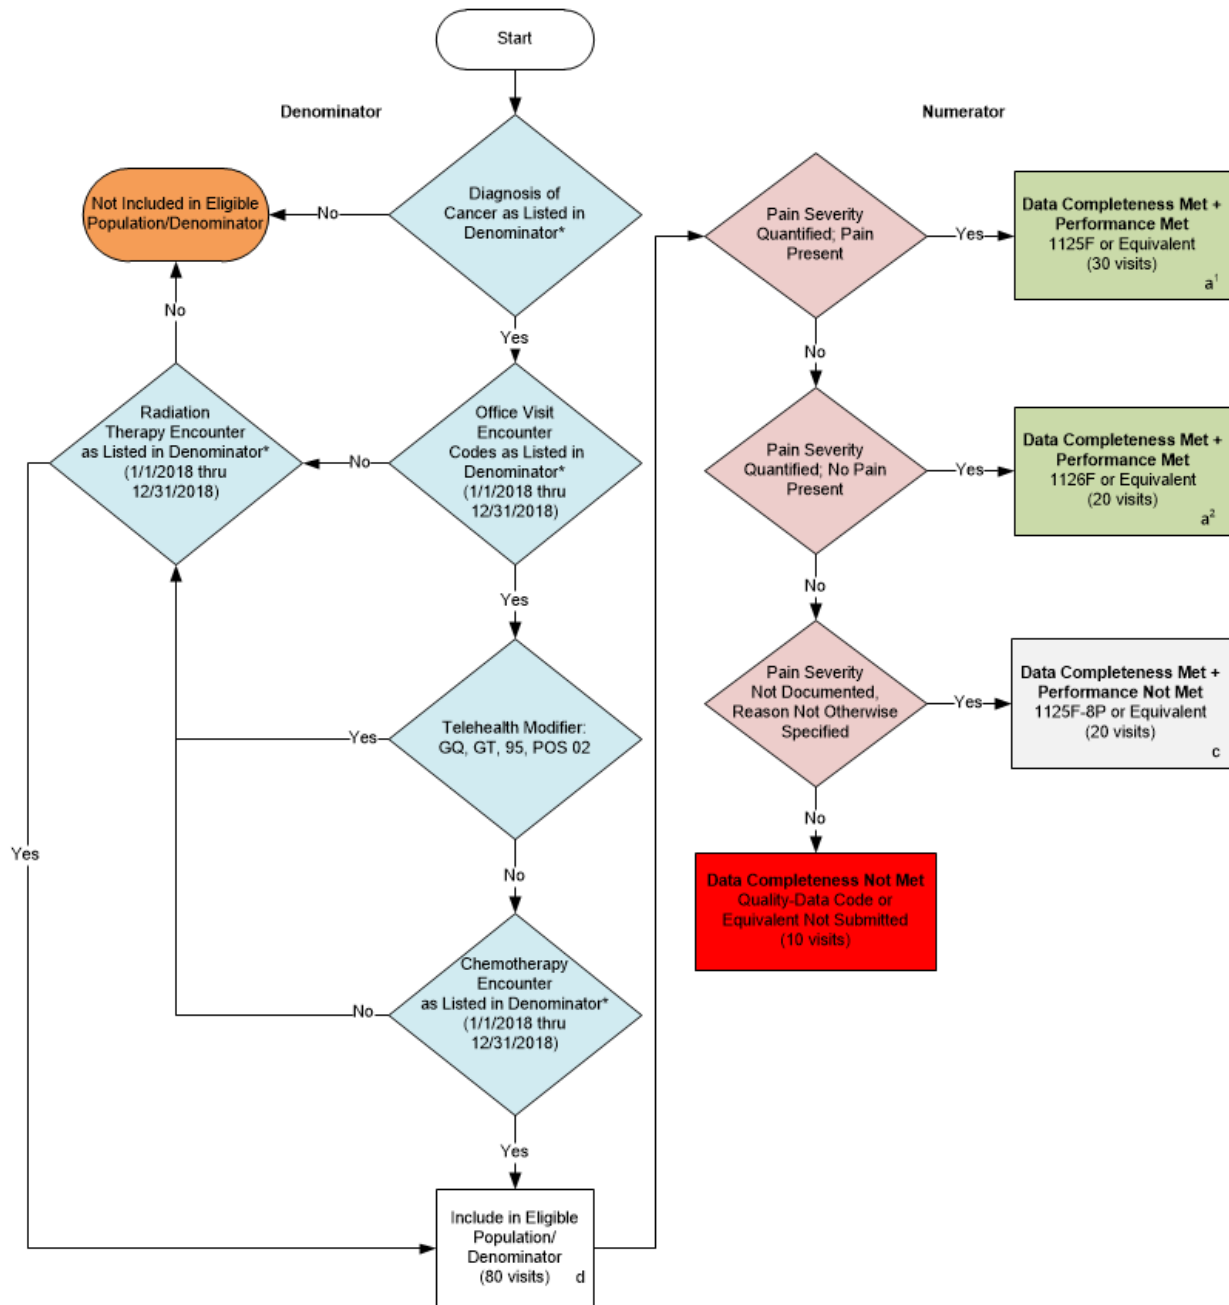 Start
Denominator
Diagnosis of
Cancer as Listed in
Denominator*
No
Not Included in Eligible
Population/Denominator
Yes
No
Office Visit
Encounter
Codes as Listed in
Denominator*
(1/1/2018 thru
12/31/2018)
No
Radiation
Therapy Encounter
as Listed in Denominator*
(1/1/2018 thru
12/31/2018)
Yes
Telehealth Modifier:
GQ, GT, 95, POS 02
Yes
No
Yes
Chemotherapy
Encounter
as Listed in Denominator*
(1/1/2018 thru
12/31/2018)
No
Yes
Include in Eligible
Population/
Denominator
(80 visits)
d
Numerator
Pain Severity
Quantified; Pain
Present
Yes
Data Completeness Met +
Performance Met
1125F or Equivalent
(30 visits)
a¹
No
Pain Severity
Quantified; No Pain
Present
Yes
Data Completeness Met +
Performance Met
1126F or Equivalent
(20 visits)
a²
No
Pain Severity
Not Documented,
Reason Not Otherwise
Specified
Yes
Data Completeness Met +
Performance Not Met
1125F-8P or Equivalent
(20 visits)
c
No
Data Completeness Not Met
Quality-Data Code or
Equivalent Not Submitted
(10 visits)